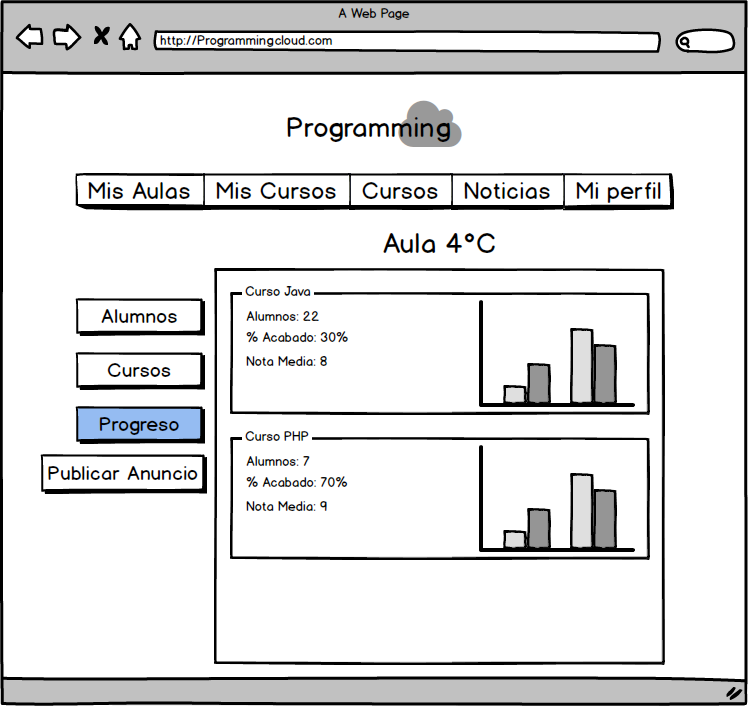 A Web Page
http://Programmingcloud.com
Programming
Mis Aulas Mis Cursos Cursos Noticias Mi perfil
Aula 4°C
Alumnos
Cursos
Progreso
Publicar Anuncio
Curso Java
Alumnos: 22
% Acabado: 30%
Nota Media: 8
Curso PHP
Alumnos: 7
% Acabado: 70%
Nota Media: 9